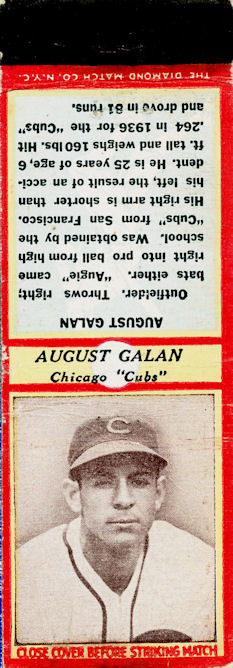 THE DIAMOND MATCH CO. N.Y.C.
AUGUST GALAN
Outfielder. Throws right;
bats either. "Augie" came
right into pro ball from high
school. Was obtained by the
"Cubs" from San Francisco.
His right arm is shorter than
his left, the result of an acci-
dent. He is 25 years of age, 6
ft. tall and weighs 160 lbs. Hit
.264 in 1936 for the "Cubs"
and drove in 81 runs.
AUGUST GALAN
Chicago "Cubs"
C
CLOSE COVER BEFORE STRIKING MATCH